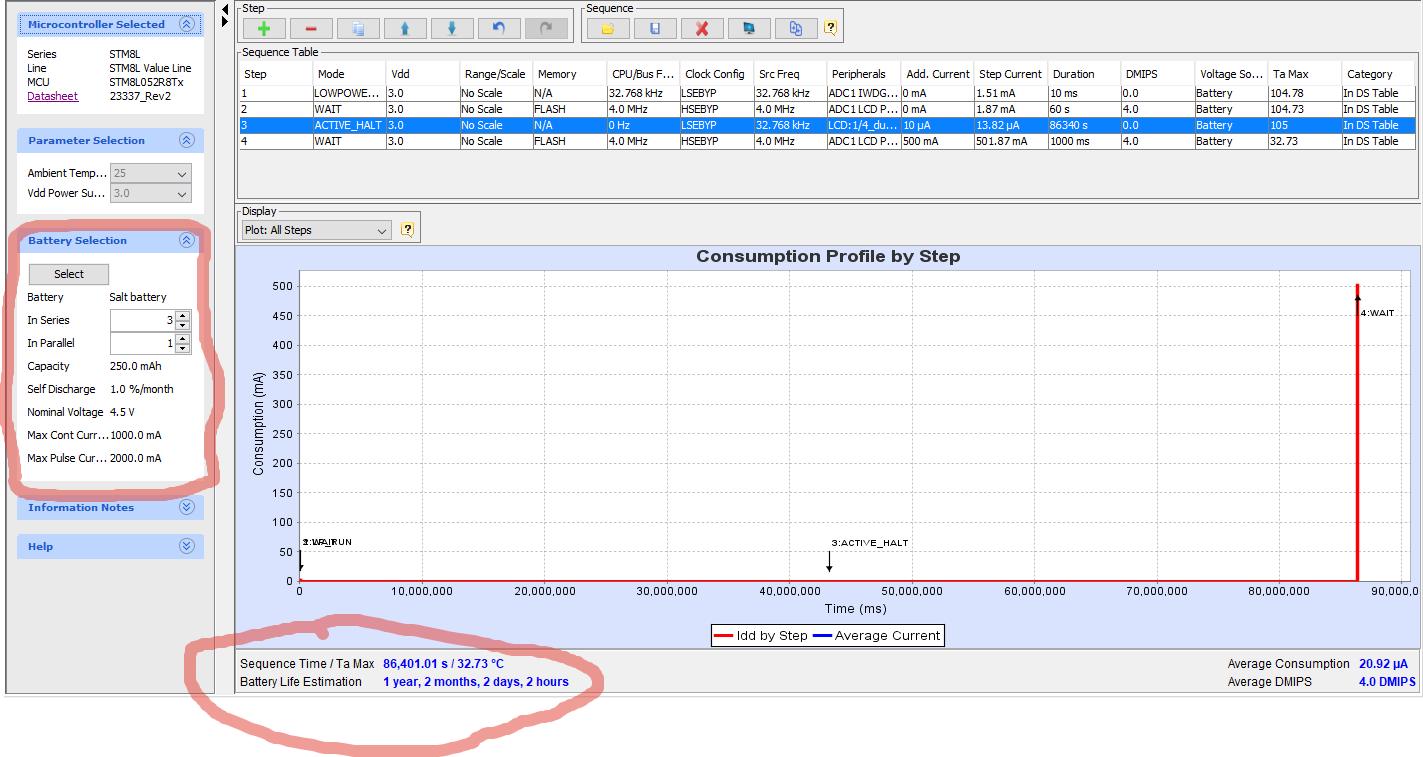 Microcontroller Selected
Series STM8L
Line STM8L Value Line
MCU STM8L052R8Tx
Datasheet 23337_Rev2
Parameter Selection
Ambient Temp... 25
Vdd Power Su... 3.0
Battery Selection
Select
Battery Salt battery
In Series 3
In Parallel 1
Capacity 250.0 mAh
Self Discharge 1.0 %/month
Nominal Voltage 4.5 V
Max Cont Curr... 1000.0 mA
Max Pulse Cur... 2000.0 mA
Information Notes
Help
Step
Sequence
Sequence Table
Step Mode Vdd Range/Scale Memory CPU/Bus F... Clock Config Src Freq Peripherals Add. Current Step Current Duration DMIPS Voltage So... Ta Max Category
1 LOWPOWE... 3.0 No Scale N/A 32.768 kHz LSEBYP 32.768 kHz ADC1 IWDG... 0 mA 1.51 mA 10 ms 0.0 Battery 104.78 In DS Table
2 WAIT 3.0 No Scale FLASH 4.0 MHz HSEBYP 4.0 MHz ADC1 LCD P... 0 mA 1.87 mA 60 s 4.0 Battery 104.73 In DS Table
3 ACTIVE_HALT 3.0 No Scale N/A 0 Hz LSEBYP 32.768 kHz LCD:1/4_du... 10 µA 13.82 µA 86340 s 0.0 Battery 105 In DS Table
4 WAIT 3.0 No Scale FLASH 4.0 MHz HSEBYP 4.0 MHz ADC1 LCD P... 500 mA 501.87 mA 1000 ms 4.0 Battery 32.73 In DS Table
Display
Plot: All Steps
Consumption Profile by Step
Consumption (mA)
500
450
400
350
300
250
200
150
100
50
0
4:WAIT
3:ACTIVE_HALT
0 10,000,000 20,000,000 30,000,000 40,000,000 50,000,000 60,000,000 70,000,000 80,000,000 90,000,0
Time (ms)
Idd by Step Average Current
Sequence Time / Ta Max 86,401.01 s / 32.73 °C
Battery Life Estimation 1 year, 2 months, 2 days, 2 hours
Average Consumption 20.92 µA
Average DMIPS 4.0 DMIPS